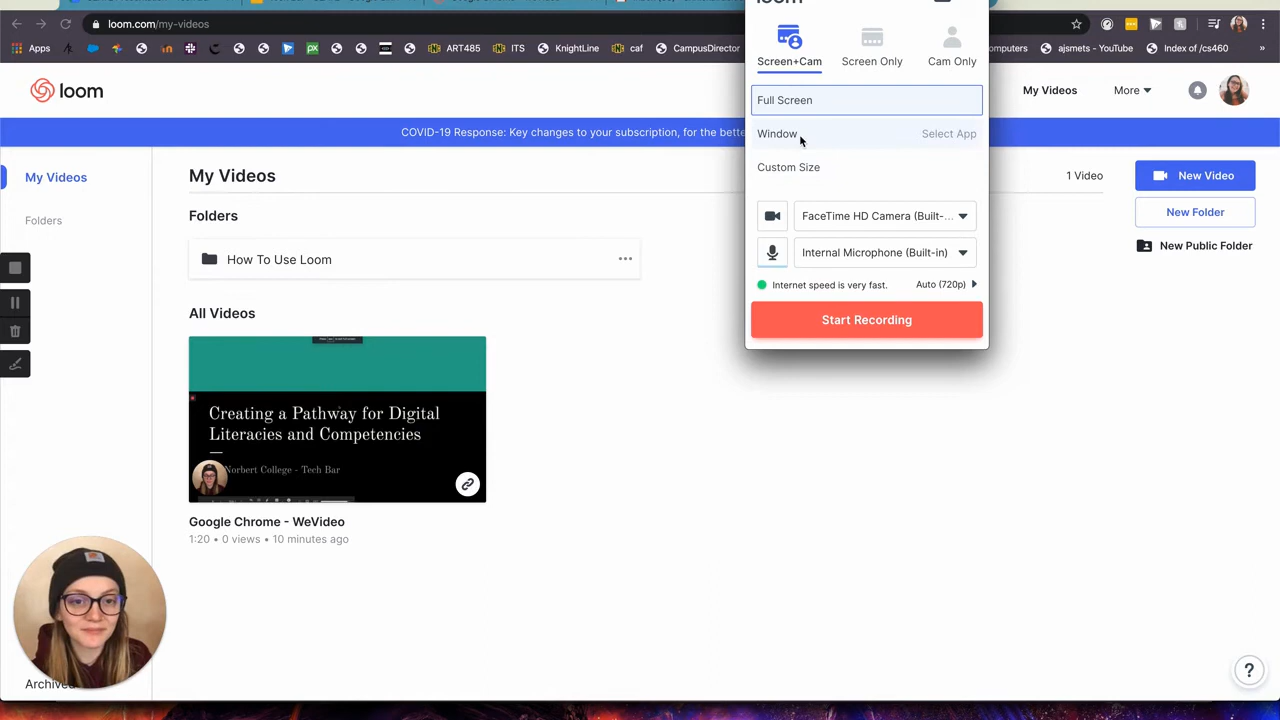 loom
loom.com/my-videos
Apps
ART485
ITS
KnightLine
caf
CampusDirector
ajsmets - YouTube
Index of /cs460
»
Screen+Cam
Screen Only
Cam Only
loom
My Videos
More
Full Screen
COVID-19 Response: Key changes to your subscription, for the
Window
Select App
Custom Size
My Videos
Folders
My Videos
1 Video
New Video
New Folder
New Public Folder
Folders
How To Use Loom
FaceTime HD Camera (Built-...
Internal Microphone (Built-in)
Internet speed is very fast.
Auto (720p)
Start Recording
All Videos
Creating a Pathway for Digital
Literacies and Competencies
Norbert College - Tech Bar
Google Chrome - WeVideo
1:20 • 0 views • 10 minutes ago
?